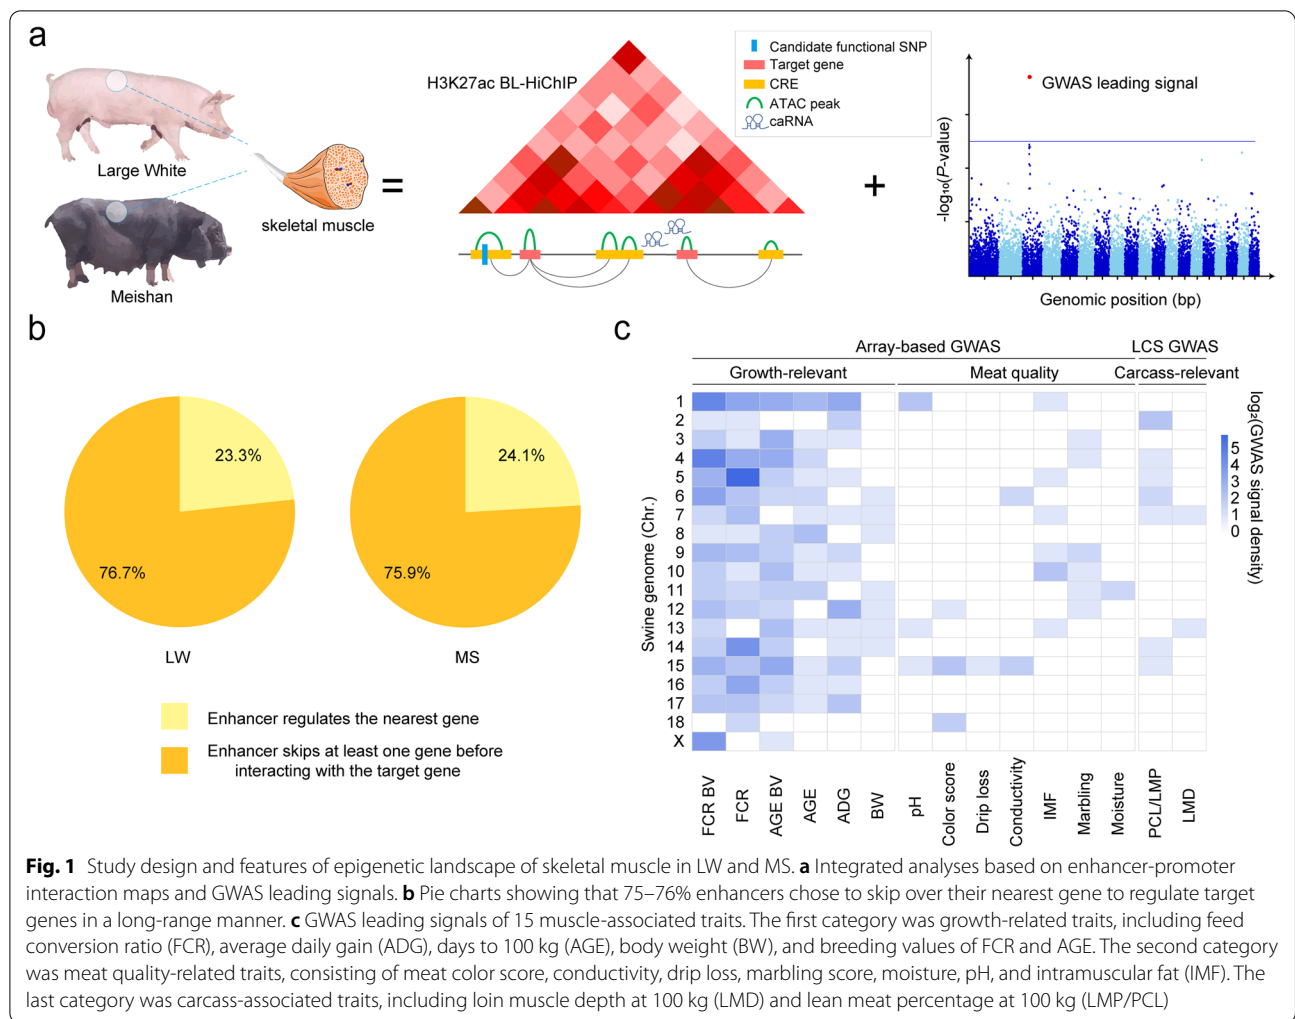 a
Large White
Meishan
skeletal muscle
=
H3K27ac BL-HiChIP
Candidate functional SNP
Target gene
CRE
ATAC peak
caRNA
+
-log₁₀(P-value)
GWAS leading signal
Genomic position (bp)
b
23.3%
76.7%
LW
24.1%
75.9%
MS
Enhancer regulates the nearest gene
Enhancer skips at least one gene before
interacting with the target gene
c
Array-based GWAS
LCS GWAS
Growth-relevant
Meat quality
Carcass-relevant
Swine genome (Chr.)
1
2
3
4
5
6
7
8
9
10
11
12
13
14
15
16
17
18
X
FCR BV
FCR
AGE BV
AGE
ADG
BW
pH
Color score
Drip loss
Conductivity
IMF
Marbling
Moisture
PCL/LMP
LMD
5
4
3
2
1
0
log₂(GWAS signal density)
Fig. 1 Study design and features of epigenetic landscape of skeletal muscle in LW and MS. a Integrated analyses based on enhancer-promoter
interaction maps and GWAS leading signals. b Pie charts showing that 75–76% enhancers chose to skip over their nearest gene to regulate target
genes in a long-range manner. c GWAS leading signals of 15 muscle-associated traits. The first category was growth-related traits, including feed
conversion ratio (FCR), average daily gain (ADG), days to 100 kg (AGE), body weight (BW), and breeding values of FCR and AGE. The second category
was meat quality-related traits, consisting of meat color score, conductivity, drip loss, marbling score, moisture, pH, and intramuscular fat (IMF). The
last category was carcass-associated traits, including loin muscle depth at 100 kg (LMD) and lean meat percentage at 100 kg (LMP/PCL)